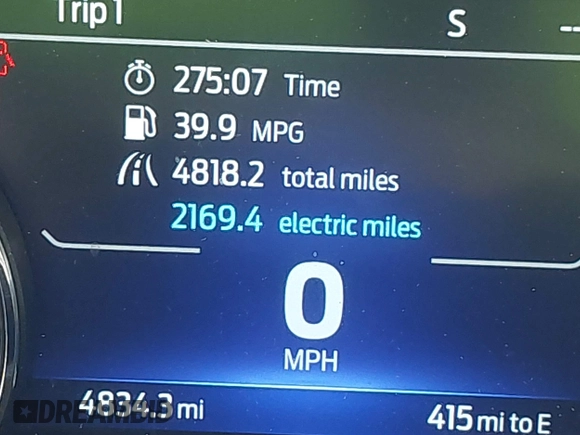 Trip 1
S
--
275:07 Time
39.9 MPG
4818.2 total miles
2169.4 electric miles
0
MPH
4834.3 mi
415 mi to E
DREAMBID